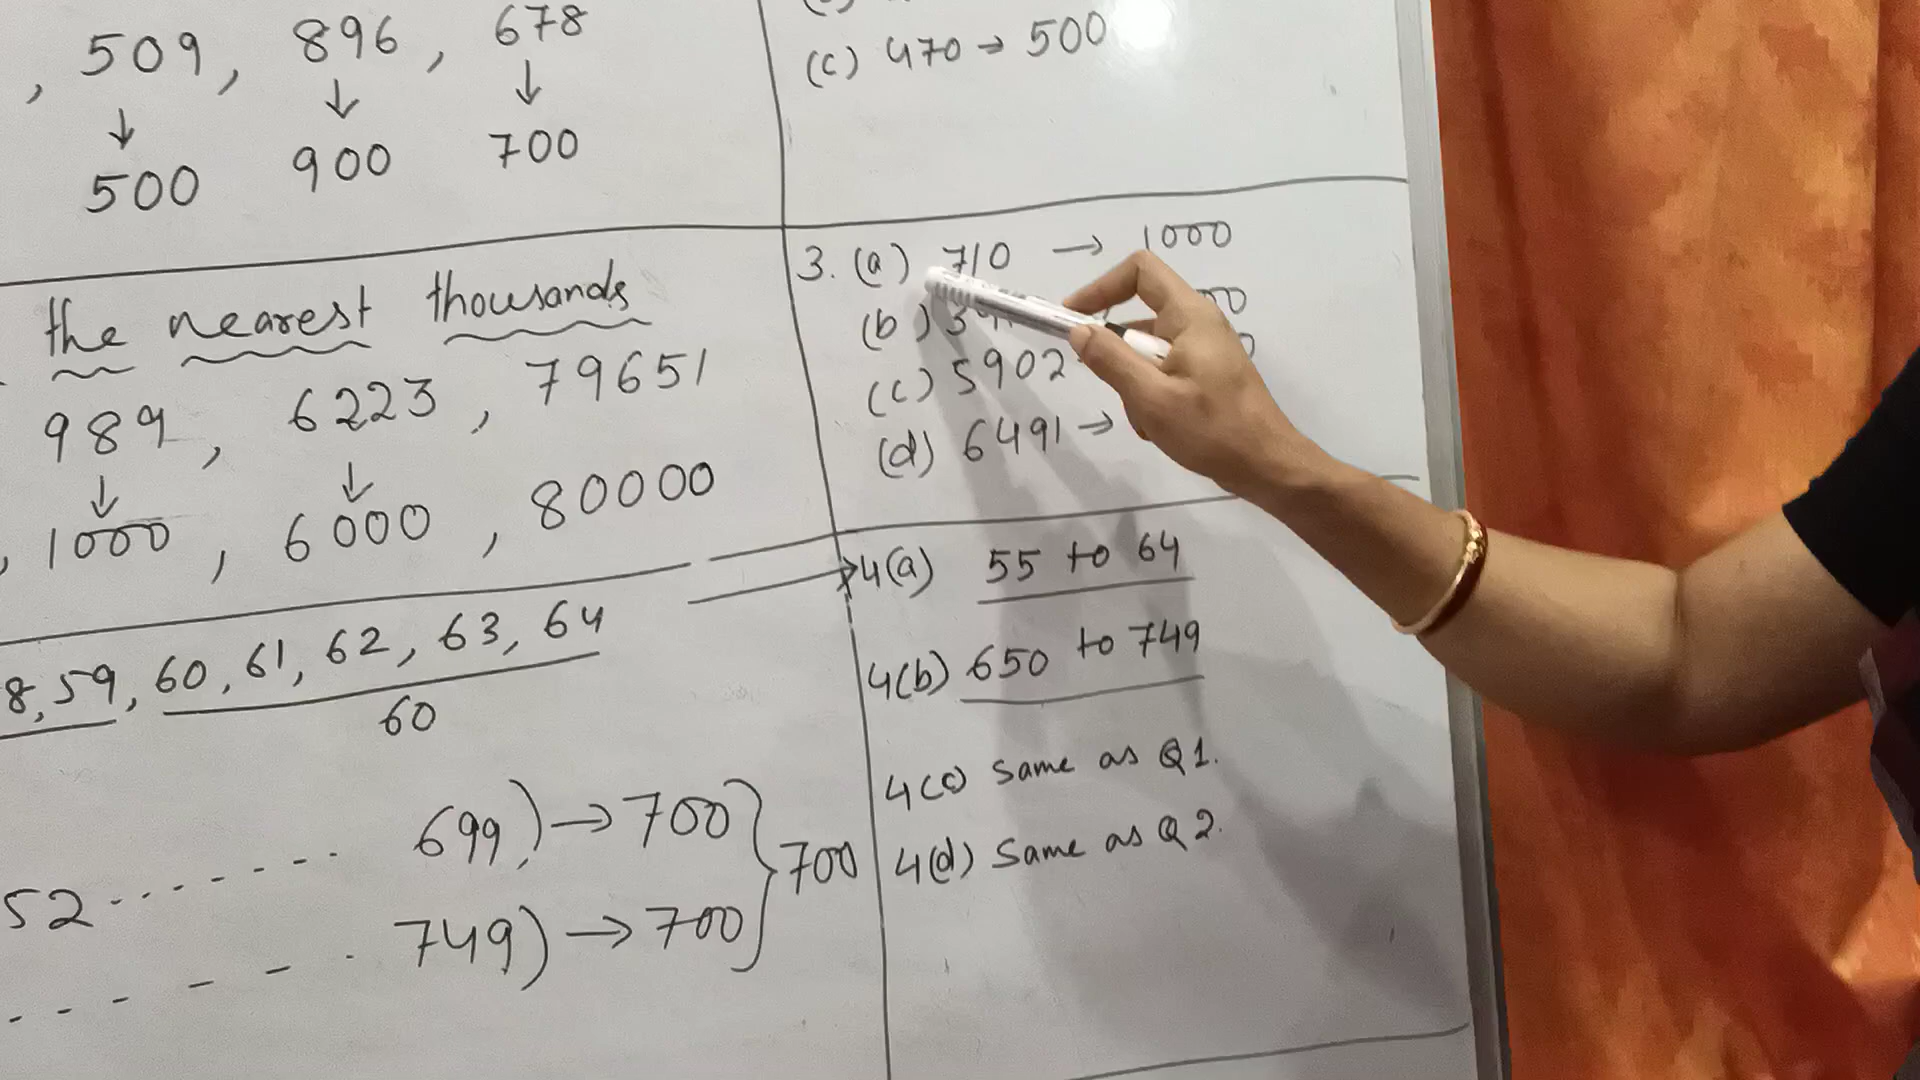 , 509, 896, 678
↓ ↓ ↓
500 900 700
the nearest thousands
989, 6223, 79651
↓ ↓
, 1000, 6000, 80000
8, 59, 60, 61, 62, 63, 64
60
699) → 700
52 ........
700
749) → 700
(c) 470 → 500
3. (a) 710 → 1000
(b)
(c) 5902
(d) 6491 →
4(a) 55 to 64
4(b) 650 to 749
4(c) Same as Q1.
4(d) Same as Q2.